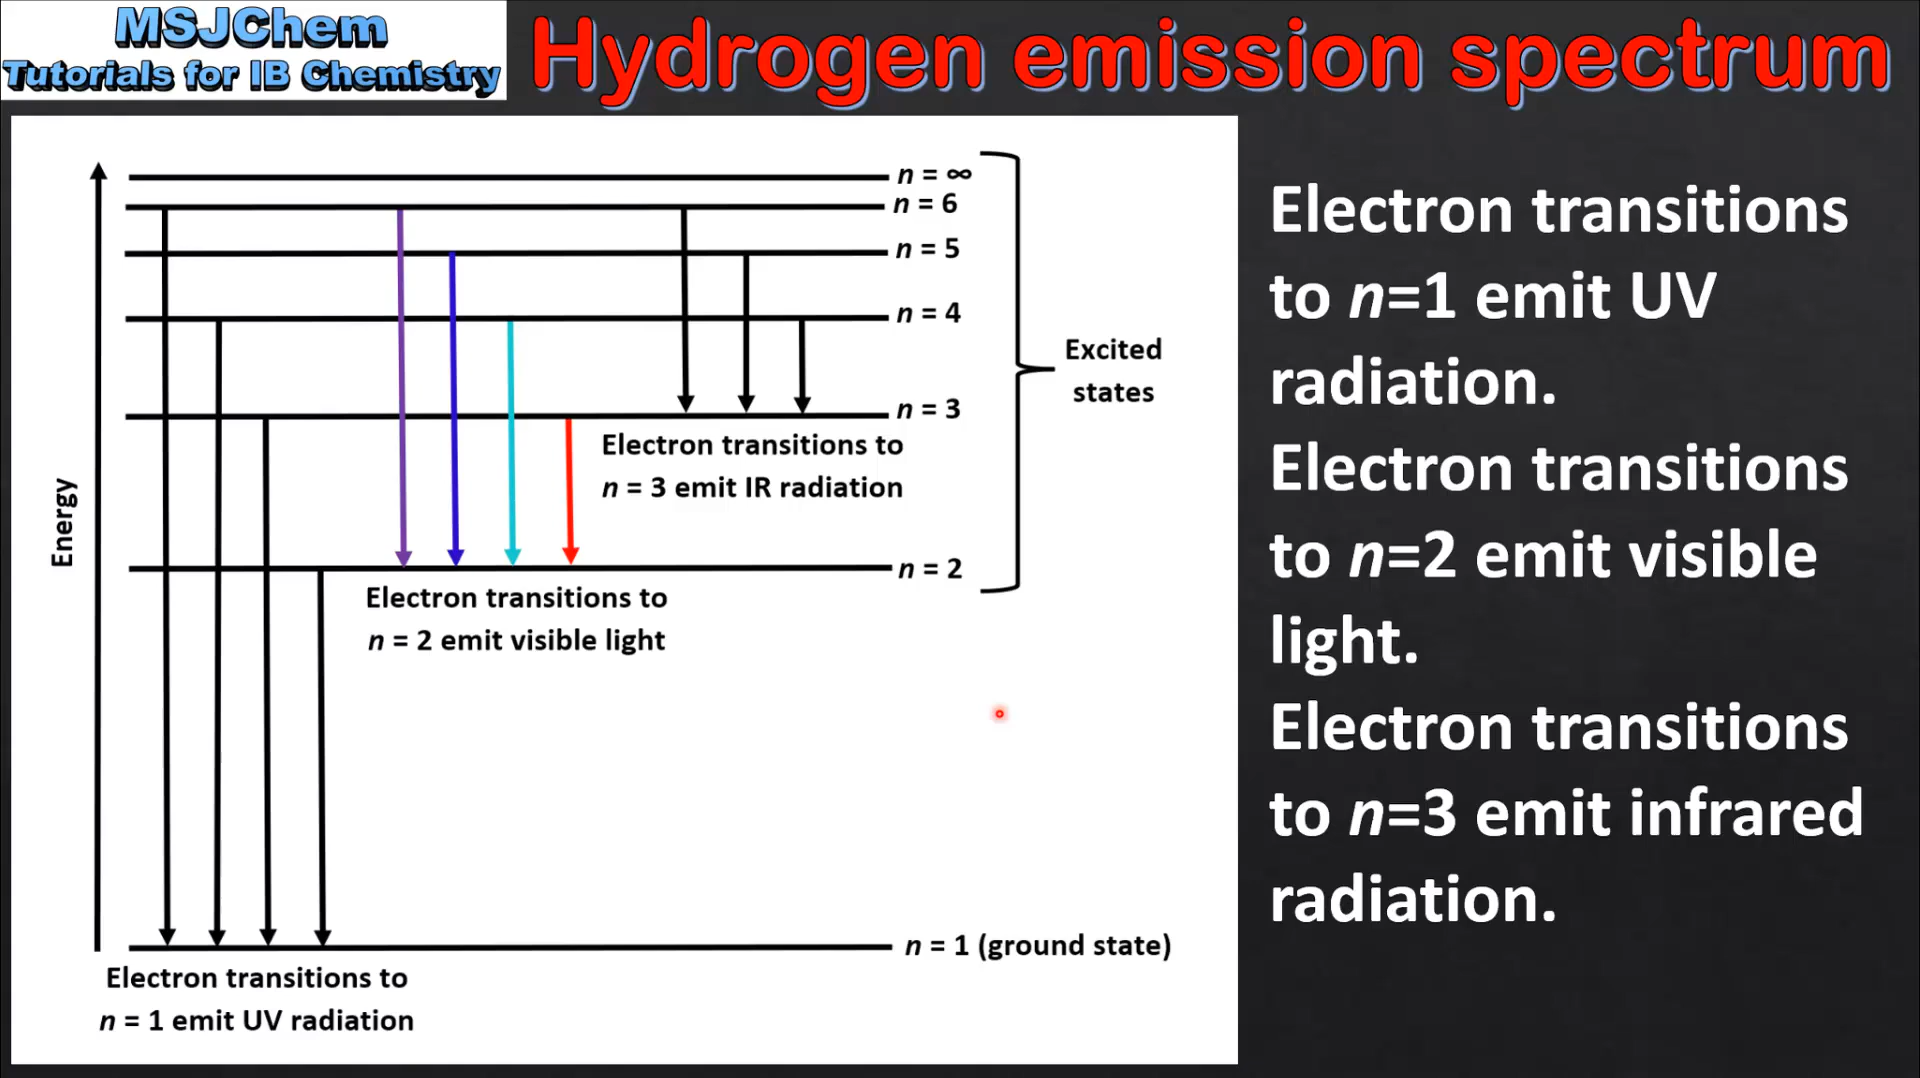 MSJChem
Tutorials for IB Chemistry
Hydrogen emission spectrum
n = ∞
n = 6
n = 5
n = 4
n = 3
n = 2
n = 1 (ground state)
Excited
states
Energy
Electron transitions to
n = 3 emit IR radiation
Electron transitions to
n = 2 emit visible light
Electron transitions to
n = 1 emit UV radiation
Electron transitions
to n=1 emit UV
radiation.
Electron transitions
to n=2 emit visible
light.
Electron transitions
to n=3 emit infrared
radiation.